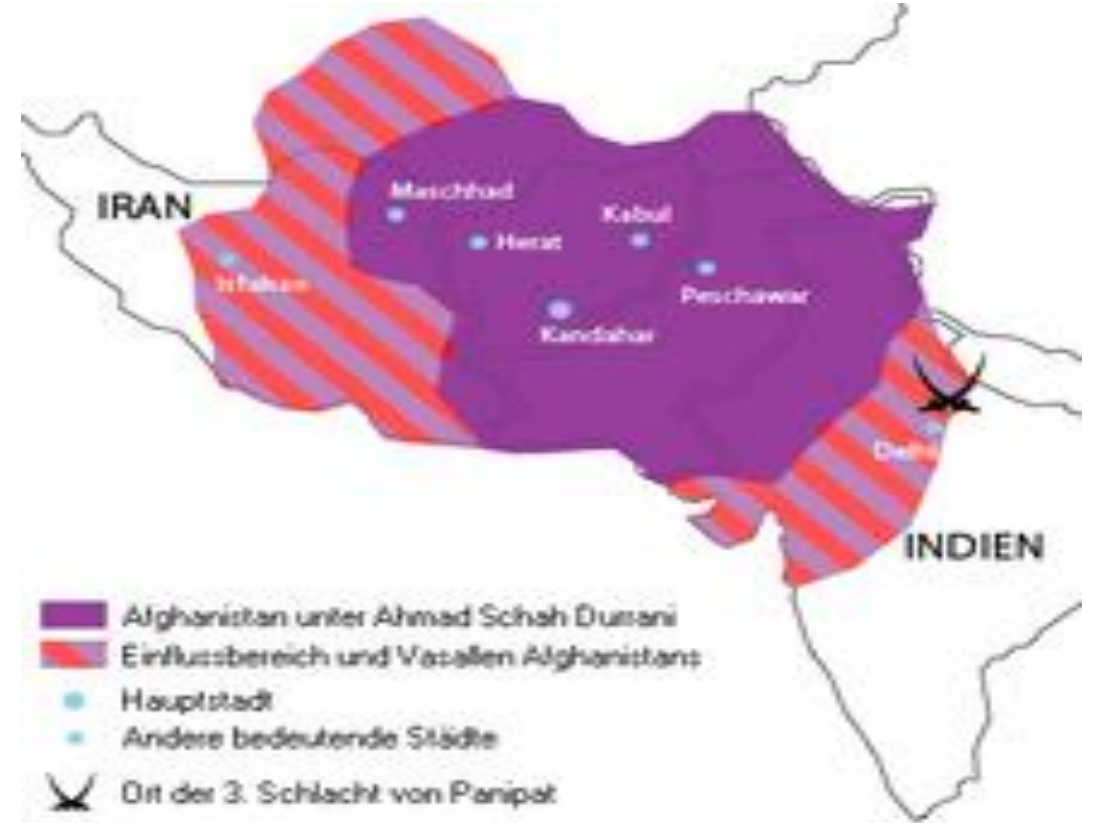 Maschhad
IRAN
Kabul
Herat
Isfahan
Peschawar
Kandahar
Delhi
INDIEN
Afghanistan unter Ahmad Schah Durrani
Einflussbereich und Vasallen Afghanistans
Hauptstadt
Andere bedeutende Städte
Ort der 3. Schlacht von Panipat